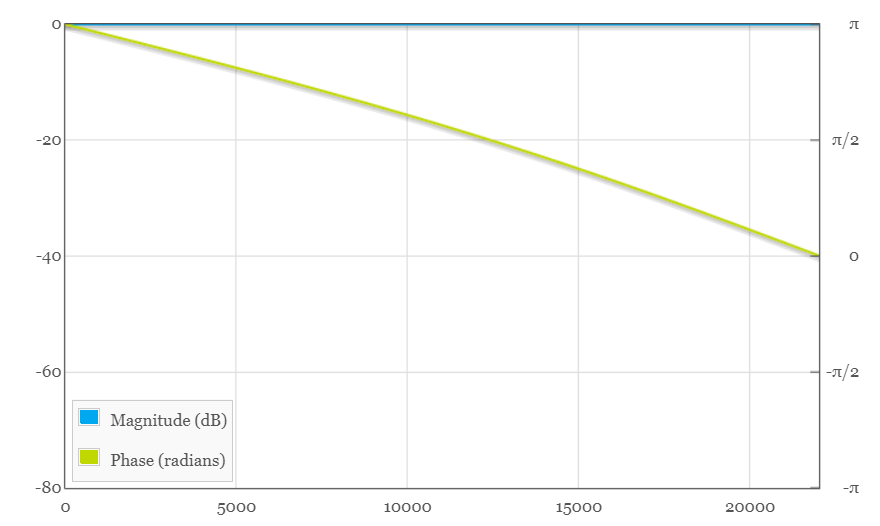 0 π
-20 π/2
-40 0
-60 -π/2
Magnitude (dB)
Phase (radians)
-80 -π
0 5000 10000 15000 20000